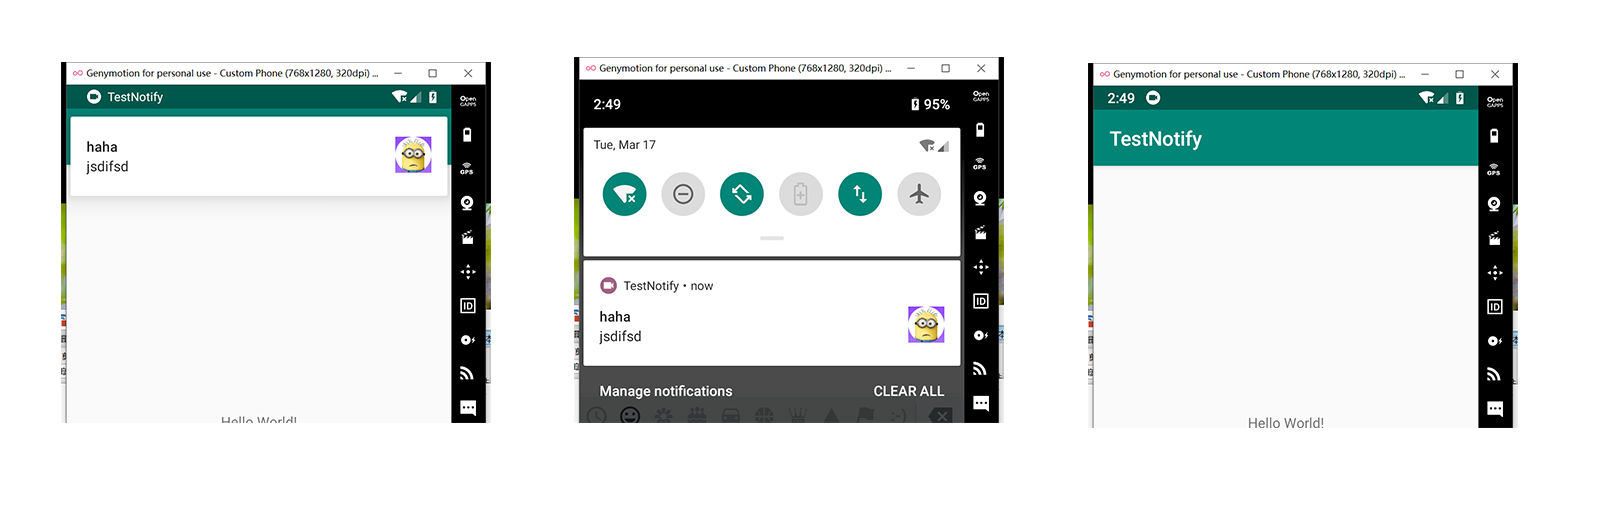 Genymotion for personal use - Custom Phone (768x1280, 320dpi) ...
TestNotify
haha
jsdifsd
Hello World!
Open
GAPPS
GPS
ID
Genymotion for personal use - Custom Phone (768x1280, 320dpi) ...
2:49
95%
Tue, Mar 17
TestNotify • now
haha
jsdifsd
Manage notifications
CLEAR ALL
Open
GAPPS
GPS
ID
Genymotion for personal use - Custom Phone (768x1280, 320dpi) ...
2:49
TestNotify
Hello World!
Open
GAPPS
GPS
ID